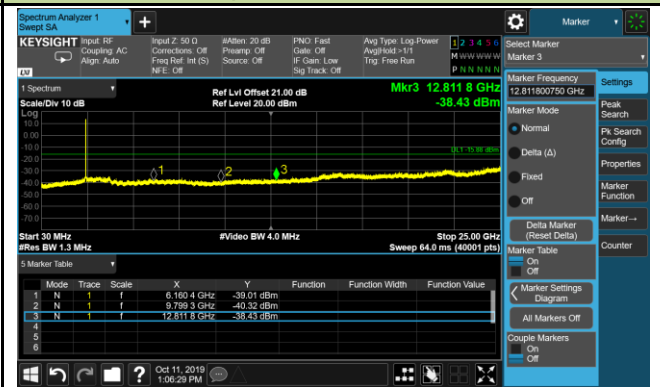 Spectrum Analyzer 1
Swept SA
+
Marker
KEYSIGHT
Input: RF
Coupling: AC
Align: Auto
Input Z: 50 Ω
Corrections: Off
Freq Ref: Int (S)
NFE: Off
#Atten: 20 dB
Preamp: Off
Source: Off
PNO: Fast
Gate: Off
IF Gain: Low
Sig Track: Off
Avg Type: Log-Power
Avg|Hold:>1/1
Trig: Free Run
1 2 3 4 5 6
M W W W W W
P N N N N N
LXI
Select Marker
Marker 3
1 Spectrum
Scale/Div 10 dB
Ref Lvl Offset 21.00 dB
Ref Level 20.00 dBm
Mkr3 12.811 8 GHz
-38.43 dBm
Log
10.0
0.00
-10.0
-20.0
-30.0
-40.0
-50.0
-60.0
-70.0
DL1 -15.88 dBm
1
2
3
Start 30 MHz
#Res BW 1.3 MHz
#Video BW 4.0 MHz
Stop 25.00 GHz
Sweep 64.0 ms (40001 pts)
5 Marker Table
Mode Trace Scale X Y Function Function Width Function Value
1 N 1 f 6.160 4 GHz -39.01 dBm
2 N 1 f 9.799 3 GHz -40.32 dBm
3 N 1 f 12.811 8 GHz -38.43 dBm
4
5
6
Marker Frequency
12.811800750 GHz
Marker Mode
Normal
Delta (Δ)
Fixed
Off
Delta Marker
(Reset Delta)
Marker Table
On
Off
Marker Settings
Diagram
All Markers Off
Couple Markers
On
Off
Settings
Peak
Search
Pk Search
Config
Properties
Marker
Function
Marker→
Counter
?
Oct 11, 2019
1:06:29 PM